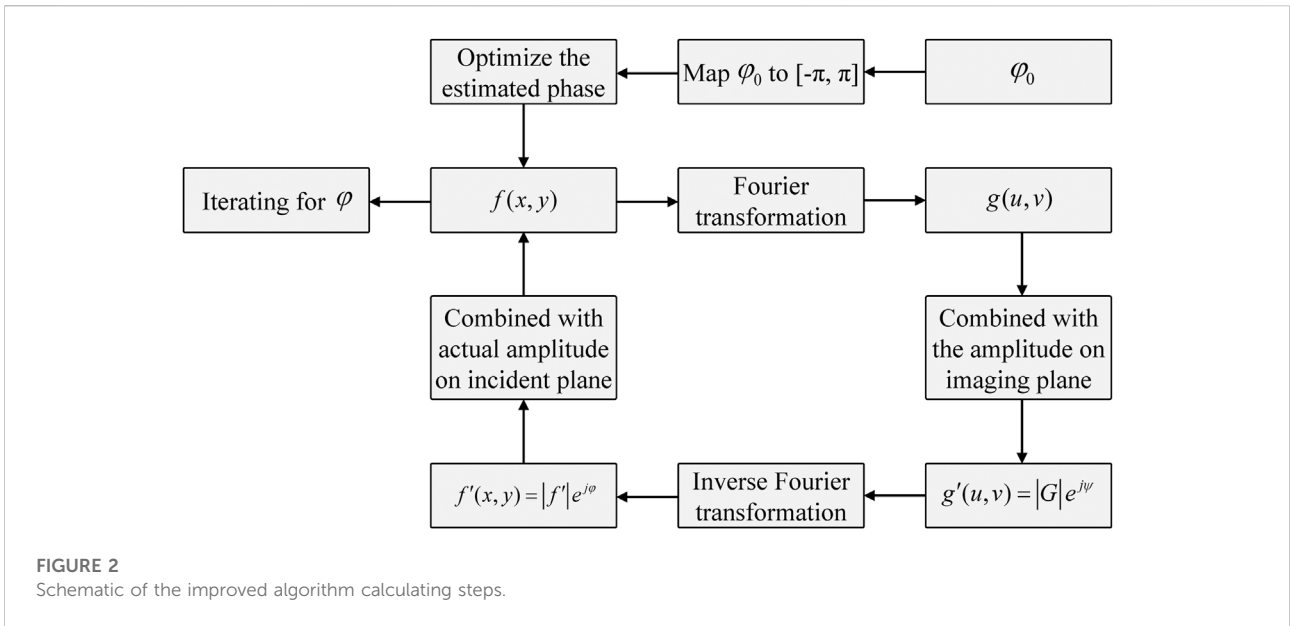 Optimize the
estimated phase
Map φ₀ to [-π, π]
φ₀
Iterating for φ
f(x, y)
Fourier
transformation
g(u, v)
Combined with
actual amplitude
on incident plane
Combined with
the amplitude on
imaging plane
f′(x, y) = |f′|e^{jφ}
Inverse Fourier
transformation
g′(u, v) = |G|e^{jψ}
FIGURE 2
Schematic of the improved algorithm calculating steps.